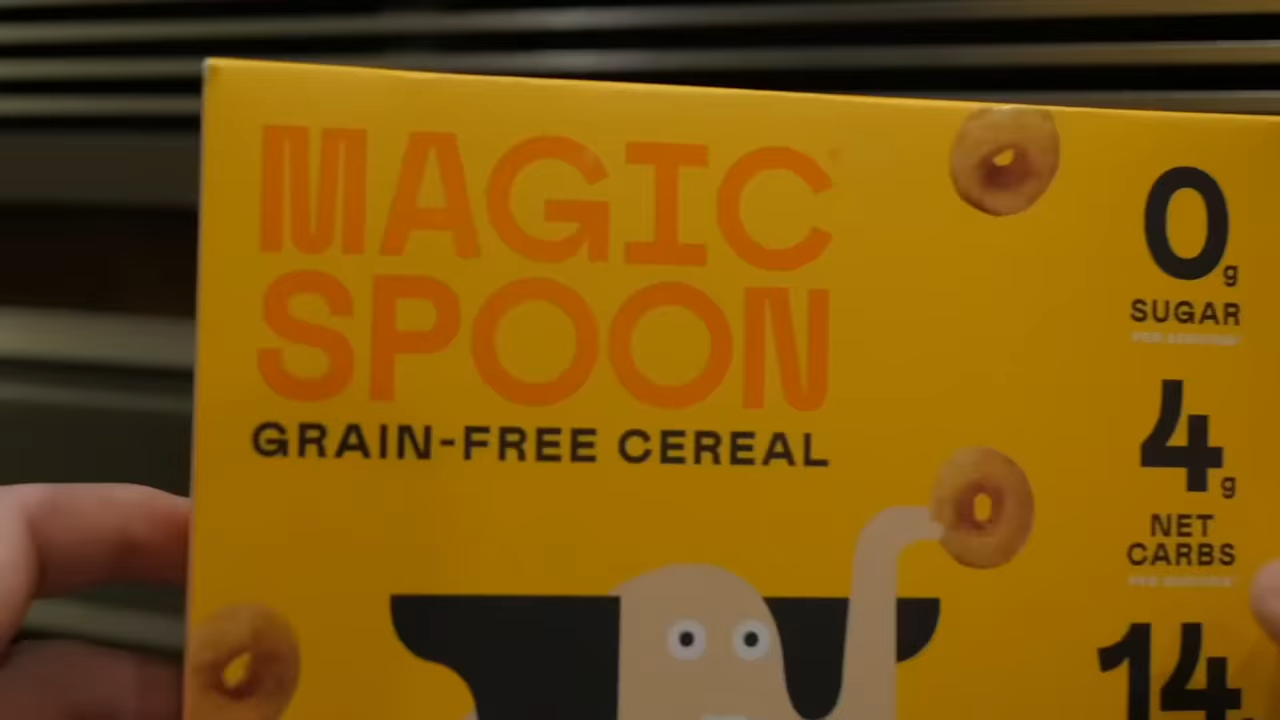 MAGIC
SPOON
GRAIN-FREE CEREAL
0g
SUGAR
4g
NET
CARBS
14